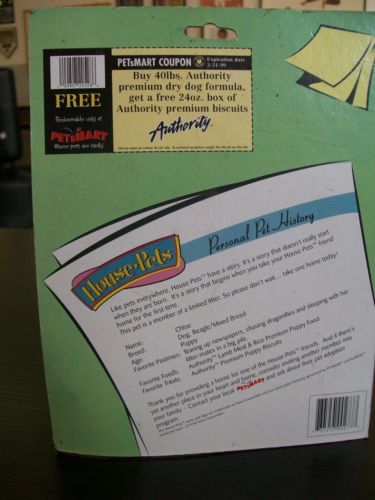 PETsMART COUPON
Expiration date
3-31-99
Buy 40lbs. Authority
premium dry dog formula,
get a free 24oz. box of
Authority premium biscuits
Authority
FREE
Redeemable only at
PETsMART
Where pets are family
House-Pets
Personal Pet History
Like pets everywhere, House-Pets™ have a story. It's a story that doesn't really start
when they are born. It's a story that begins when you take your House-Pets™ friend
home for the first time.
This pet is a member of a limited litter. So please don't wait... take one home today!
Name: Chloe
Breed: Dog, Beagle/Mixed Breed
Age: Puppy
Favorite Pastimes: Tearing up newspapers, chasing dragonflies and sleeping with her
litter-mates in a big pile
Favorite Foods: Authority™ Lamb Meal & Rice Premium Puppy Food
Favorite Treats: Authority™ Premium Puppy Biscuits
Thank you for providing a home for one of the House-Pets™ friends. And if there's
yet another place in your heart and home, consider inviting another member into
your family – Contact your local PETsMART and ask about their pet adoption
program.